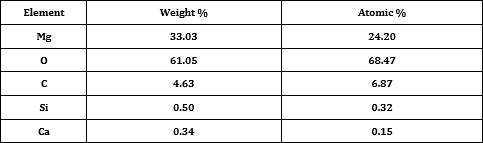 Element Weight % Atomic %
Mg 33.03 24.20
O 61.05 68.47
C 4.63 6.87
Si 0.50 0.32
Ca 0.34 0.15